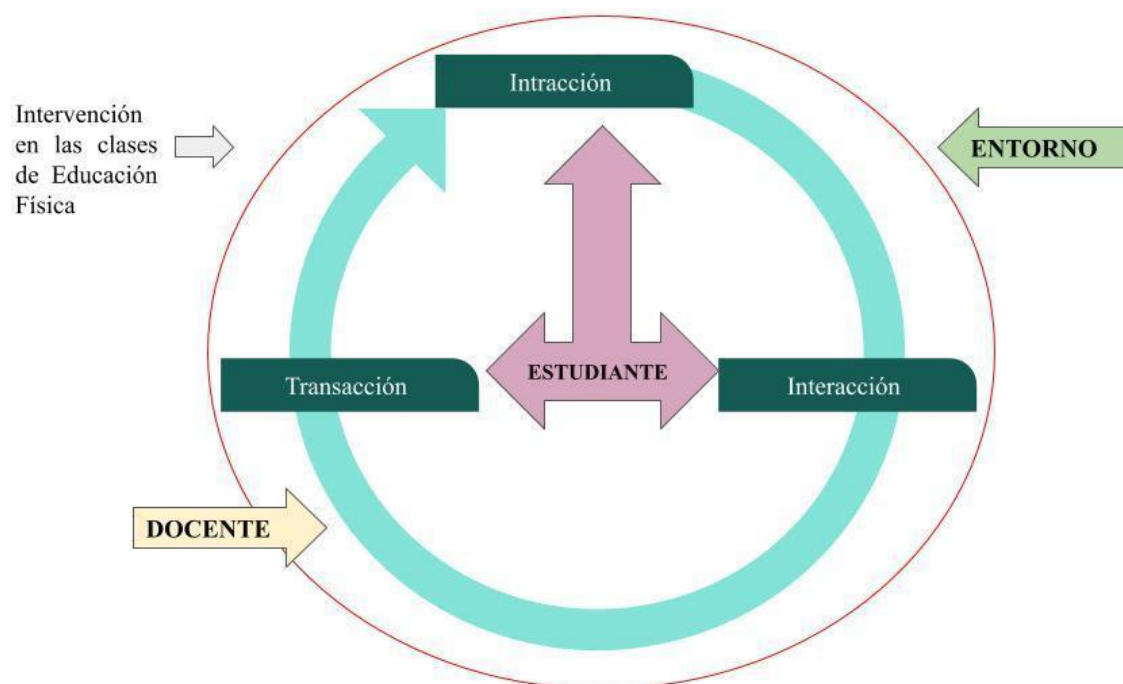 Intracción
Intervención
en las clases
de Educación
Física
ENTORNO
ESTUDIANTE
Transacción
Interacción
DOCENTE